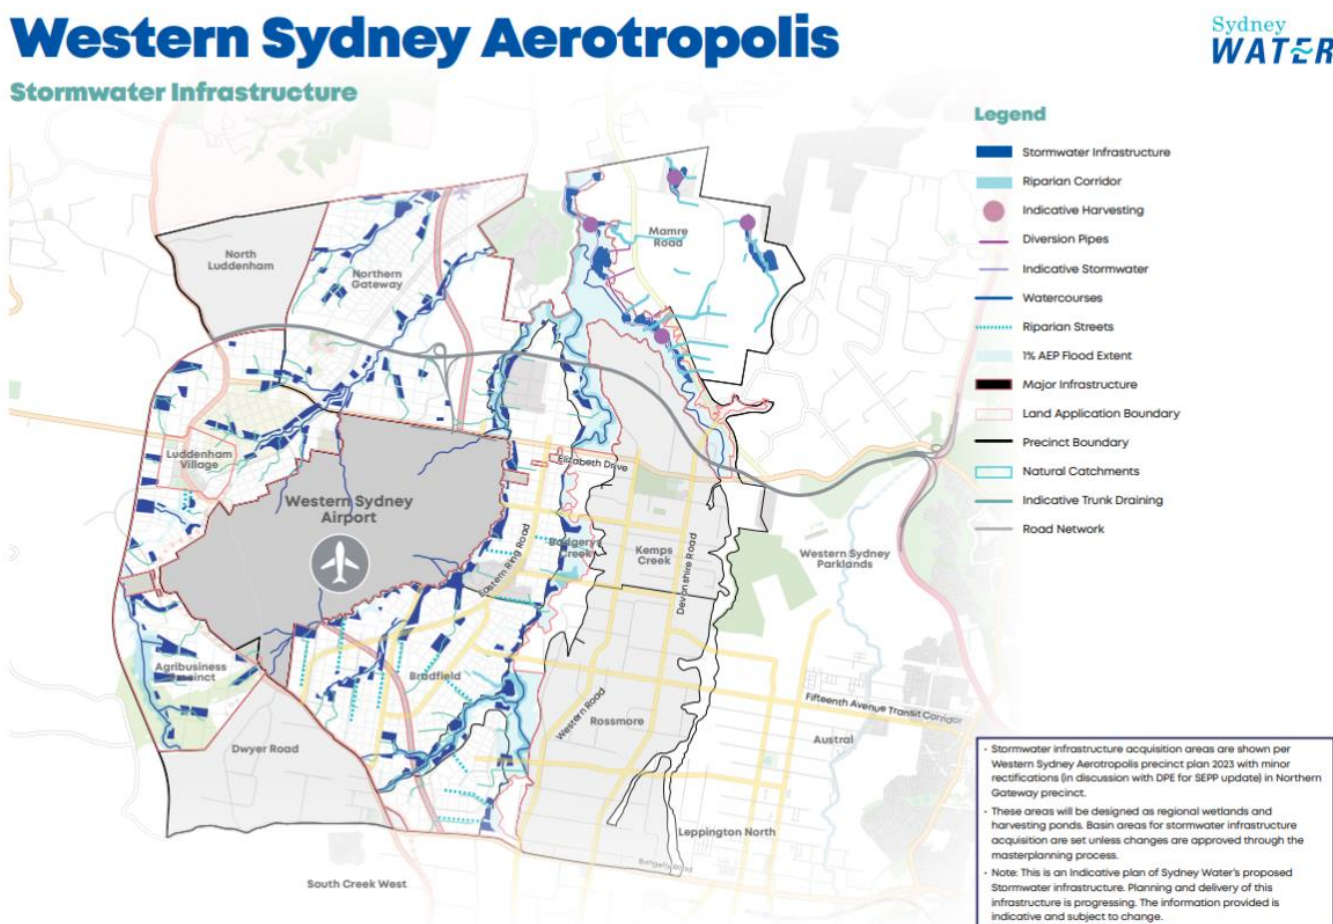 Western Sydney Aerotropolis
Sydney
WATER
Stormwater Infrastructure
Legend
Stormwater Infrastructure
Riparian Corridor
Indicative Harvesting
Diversion Pipes
Indicative Stormwater
Watercourses
Riparian Streets
1% AEP Flood Extent
Major Infrastructure
Land Application Boundary
Precinct Boundary
Natural Catchments
Indicative Trunk Draining
Road Network
North
Luddenham
Northern
Gateway
Mamre
Road
Luddenham
Village
Elizabeth Drive
Western Sydney
Airport
Eastern Ring Road
Badgerys
Creek
Kemps
Creek
Devonshire Road
Western Sydney
Parklands
Agribusiness
Precinct
Bradfield
Dwyer Road
Western Road
Rossmore
Fifteenth Avenue Transit Corridor
Austral
Leppington North
South Creek West
• Stormwater infrastructure acquisition areas are shown per
Western Sydney Aerotropolis precinct plan 2023 with minor
rectifications (in discussion with DPE for SEPP update) in Northern
Gateway precinct.
• These areas will be designed as regional wetlands and
harvesting ponds. Basin areas for stormwater infrastructure
acquisition are set unless changes are approved through the
masterplanning process.
• Note: This is an Indicative plan of Sydney Water's proposed
Stormwater infrastructure. Planning and delivery of this
infrastructure is progressing. The information provided is
indicative and subject to change.